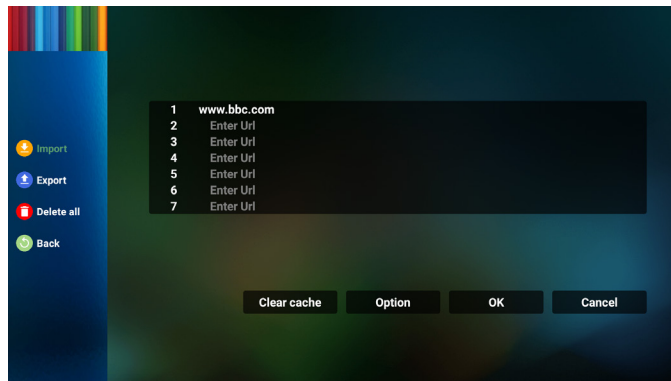 Import
Export
Delete all
Back
1 www.bbc.com
2 Enter Url
3 Enter Url
4 Enter Url
5 Enter Url
6 Enter Url
7 Enter Url
Clear cache Option OK Cancel